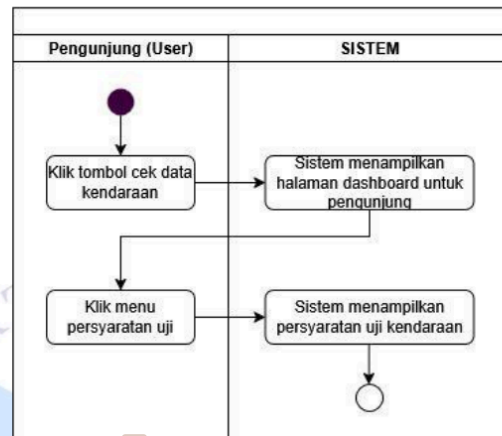 Pengunjung (User)
SISTEM
Klik tombol cek data
kendaraan
Sistem menampilkan
halaman dashboard untuk
pengunjung
Klik menu
persyaratan uji
Sistem menampilkan
persyaratan uji kendaraan